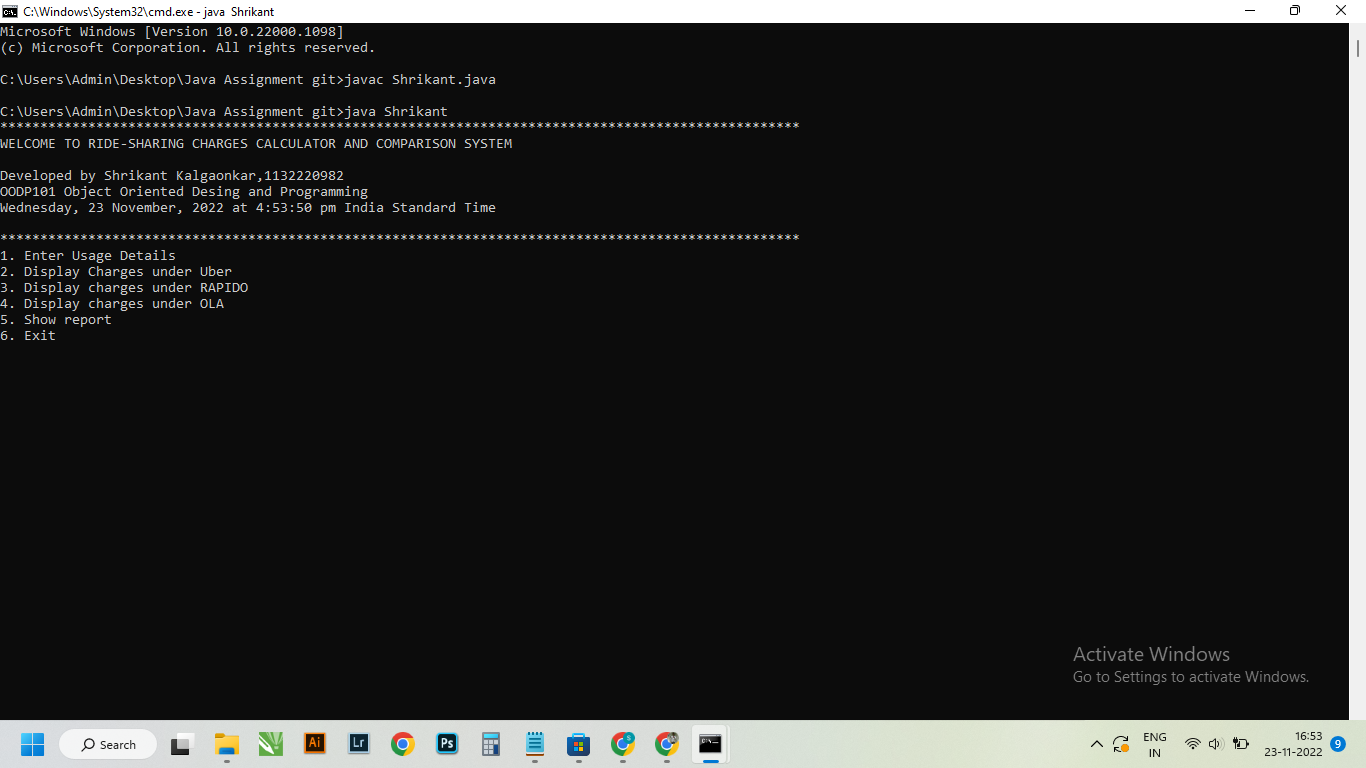 C:\Windows\System32\cmd.exe - java  Shrikant
Microsoft Windows [Version 10.0.22000.1098]
(c) Microsoft Corporation. All rights reserved.
C:\Users\Admin\Desktop\Java Assignment git>javac Shrikant.java
C:\Users\Admin\Desktop\Java Assignment git>java Shrikant
****************************************************************************************************
WELCOME TO RIDE-SHARING CHARGES CALCULATOR AND COMPARISON SYSTEM
Developed by Shrikant Kalgaonkar,1132220982
OODP101 Object Oriented Desing and Programming
Wednesday, 23 November, 2022 at 4:53:50 pm India Standard Time
****************************************************************************************************
1. Enter Usage Details
2. Display Charges under Uber
3. Display charges under RAPIDO
4. Display charges under OLA
5. Show report
6. Exit
Activate Windows
Go to Settings to activate Windows.
Search
Ai
Lr
Ps
ENG
IN
16:53
23-11-2022
9